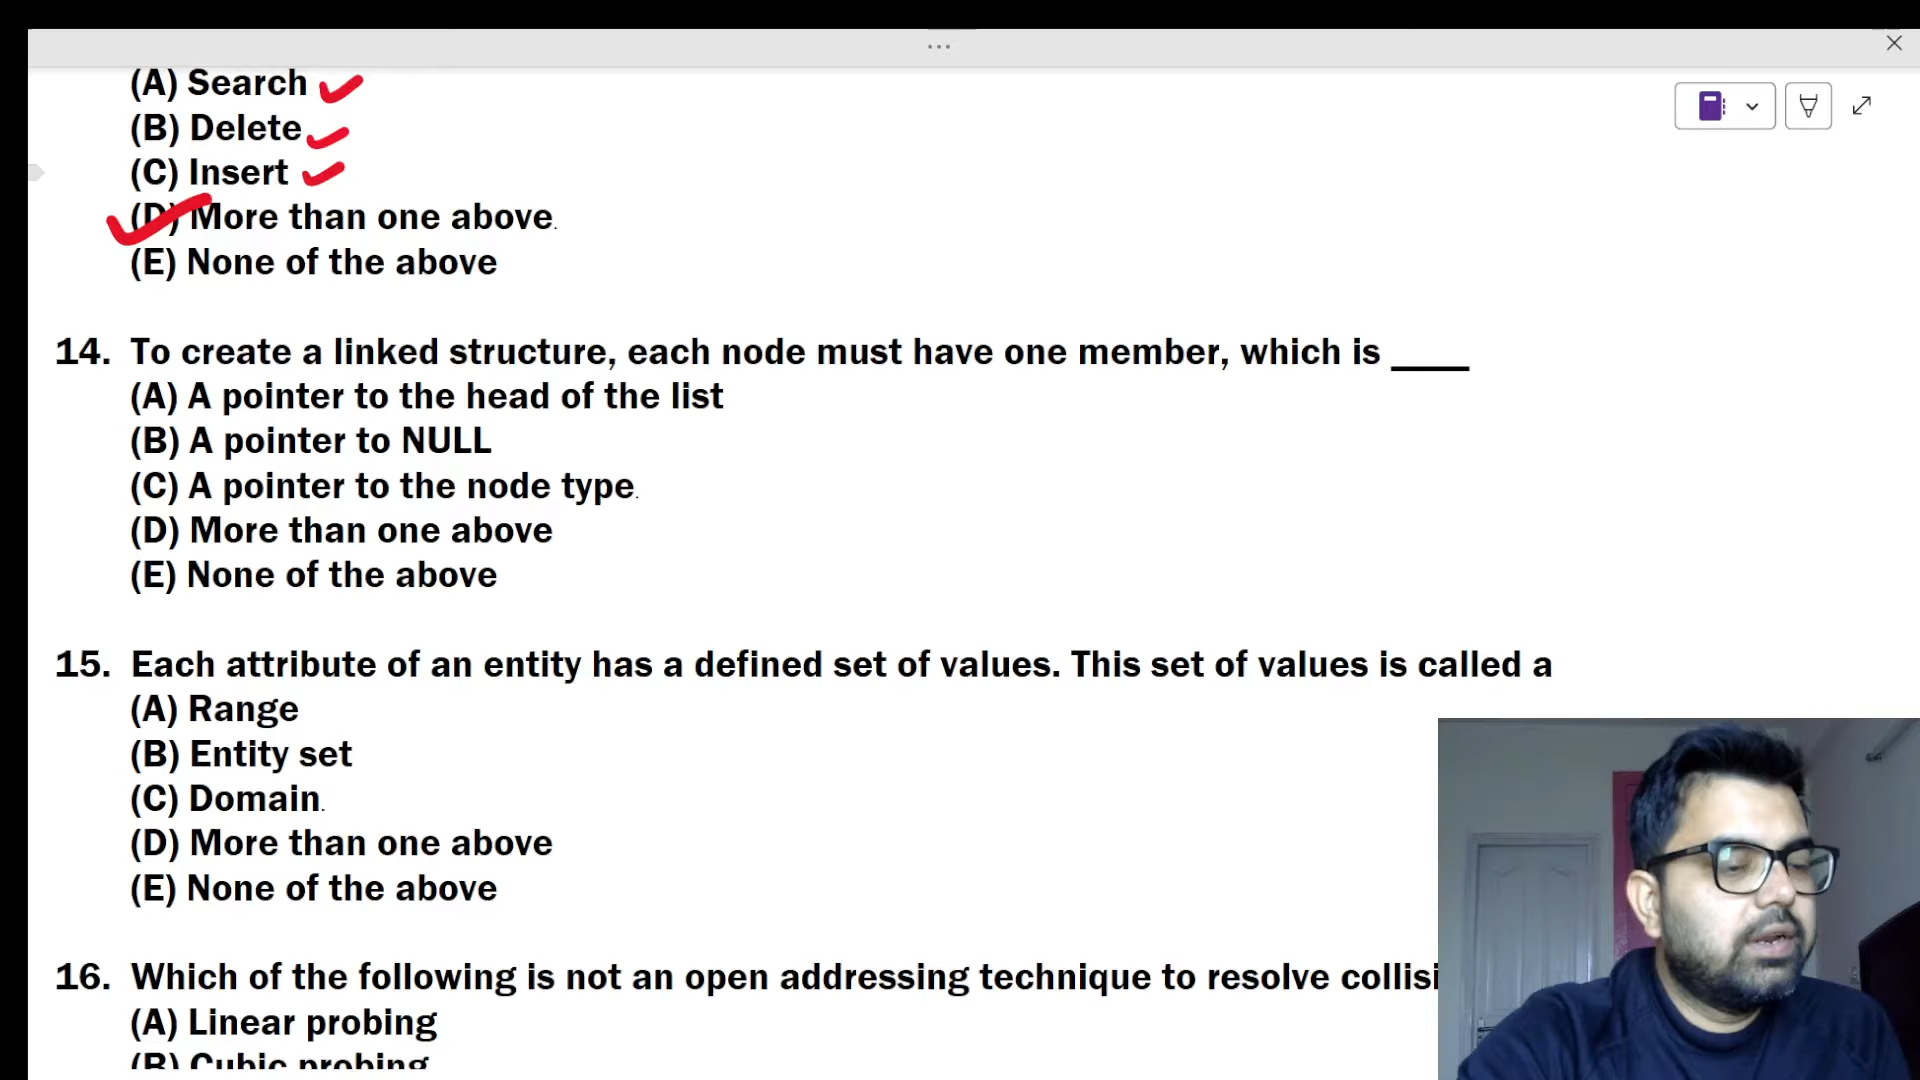 (A) Search
(B) Delete
(C) Insert
(D) More than one above.
(E) None of the above
14. To create a linked structure, each node must have one member, which is ____
(A) A pointer to the head of the list
(B) A pointer to NULL
(C) A pointer to the node type.
(D) More than one above
(E) None of the above
15. Each attribute of an entity has a defined set of values. This set of values is called a
(A) Range
(B) Entity set
(C) Domain.
(D) More than one above
(E) None of the above
16. Which of the following is not an open addressing technique to resolve collisi
(A) Linear probing
(B) Cubic probing